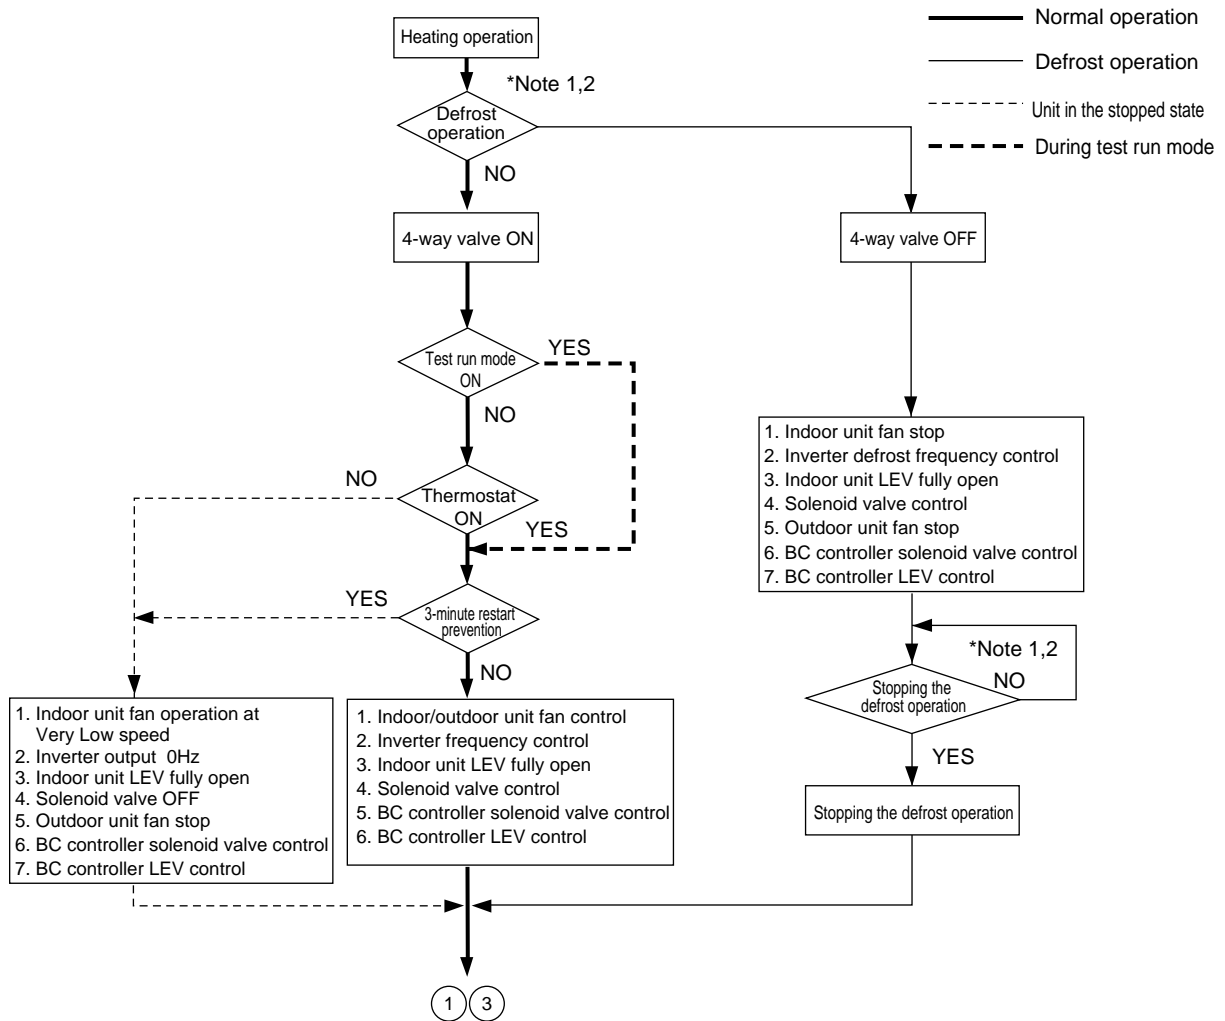 Normal operation
Heating operation
Defrost operation
*Note 1,2
Defrost
operation
Unit in the stopped state
During test run mode
NO
4-way valve ON
4-way valve OFF
YES
Test run mode
ON
NO
1. Indoor unit fan stop
2. Inverter defrost frequency control
3. Indoor unit LEV fully open
4. Solenoid valve control
5. Outdoor unit fan stop
6. BC controller solenoid valve control
7. BC controller LEV control
NO
Thermostat
ON
YES
YES
3-minute restart
prevention
NO
*Note 1,2
Stopping the
defrost operation
NO
YES
1. Indoor unit fan operation at
Very Low speed
2. Inverter output 0Hz
3. Indoor unit LEV fully open
4. Solenoid valve OFF
5. Outdoor unit fan stop
6. BC controller solenoid valve control
7. BC controller LEV control
1. Indoor/outdoor unit fan control
2. Inverter frequency control
3. Indoor unit LEV fully open
4. Solenoid valve control
5. BC controller solenoid valve control
6. BC controller LEV control
Stopping the defrost operation
1 3